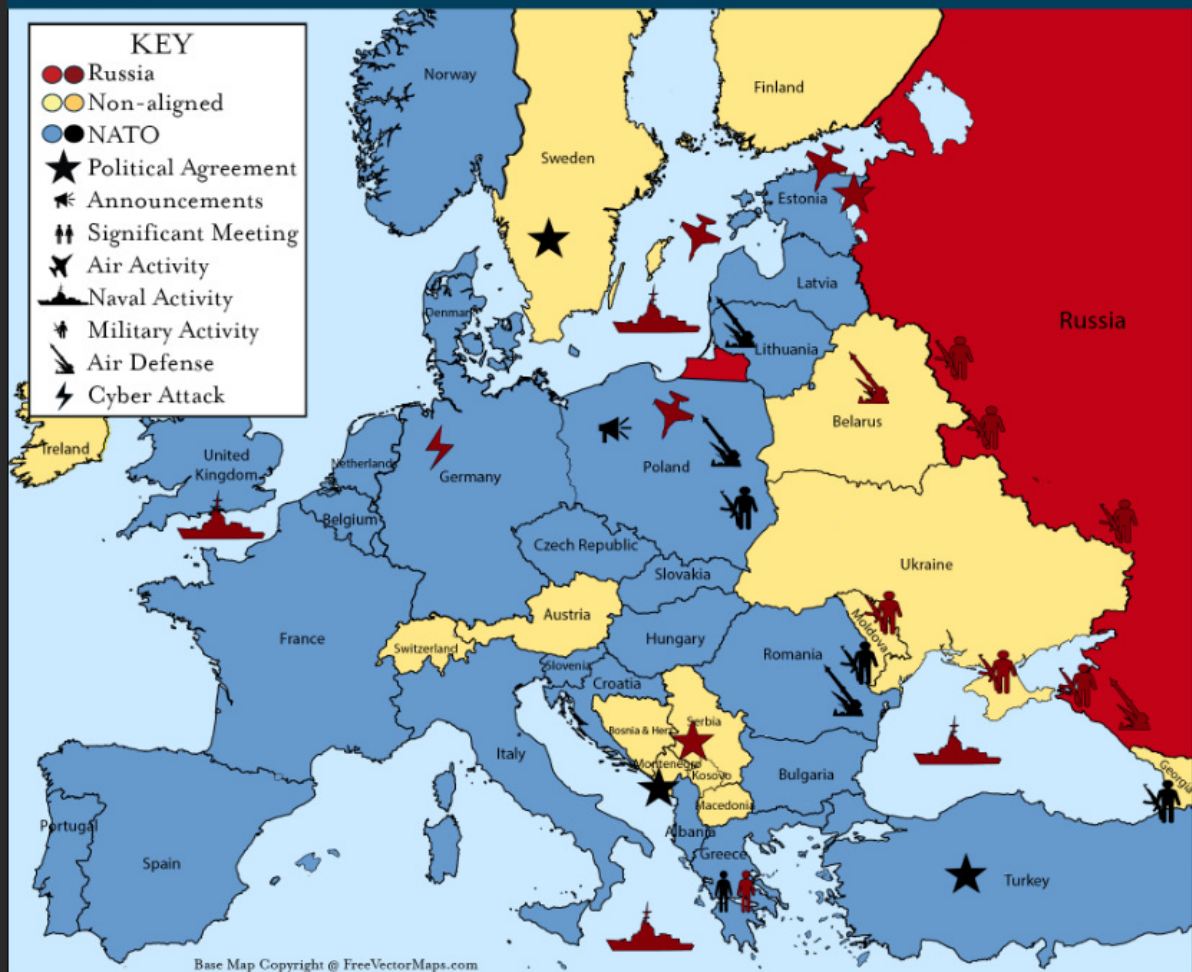 KEY
Russia
Non-aligned
NATO
Political Agreement
Announcements
Significant Meeting
Air Activity
Naval Activity
Military Activity
Air Defense
Cyber Attack
Norway
Finland
Sweden
Estonia
Latvia
Denmark
Russia
Lithuania
Ireland
United
Kingdom
Netherlands
Germany
Poland
Belarus
Belgium
Czech Republic
Ukraine
Slovakia
Austria
France
Switzerland
Hungary
Moldova
Romania
Slovenia
Croatia
Serbia
Bosnia & Herz
Italy
Montenegro
Kosovo
Bulgaria
Georgia
Macedonia
Portugal
Albania
Greece
Spain
Turkey
Base Map Copyright @ FreeVectorMaps.com